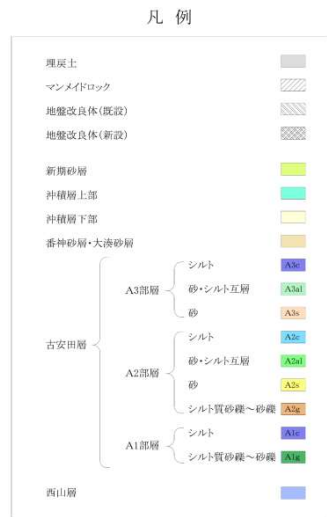 凡 例
埋戻土
マンメイドロック
地盤改良体(既設)
地盤改良体(新設)
新期砂層
沖積層上部
沖積層下部
番神砂層・大湊砂層
古安田層
A3部層
シルト A3c
砂・シルト互層 A3al
砂 A3s
A2部層
シルト A2c
砂・シルト互層 A2al
砂 A2s
シルト質砂礫～砂礫 A2g
A1部層
シルト A1c
シルト質砂礫～砂礫 A1g
西山層